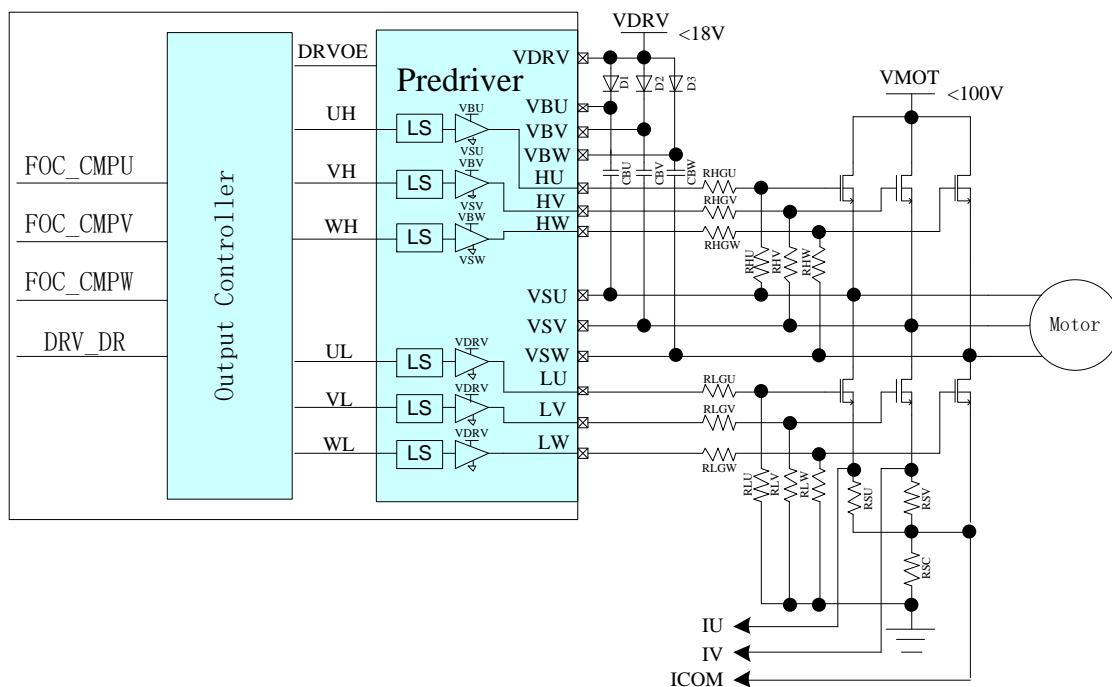 VDRV
<18V
DRVOE
VDRV
D1
D2
D3
VMOT
<100V
Predriver
VBU
VBV
VBW
UH
LS
VBU
VSU
CBU
CBV
CBW
FOC_CMPU
VH
LS
VBV
VSV
HU
HV
HW
RHGU
RHGV
RHGW
FOC_CMPV
WH
LS
VBW
VSW
RHU
RHV
RHW
Output Controller
FOC_CMPW
VSU
VSV
VSW
Motor
DRV_DR
UL
LS
VDRV
LU
RLGU
VL
LS
VDRV
LV
RLGV
WL
LS
VDRV
LW
RLGW
RLU
RLV
RLW
RSU
RSV
RSC
IU
IV
ICOM